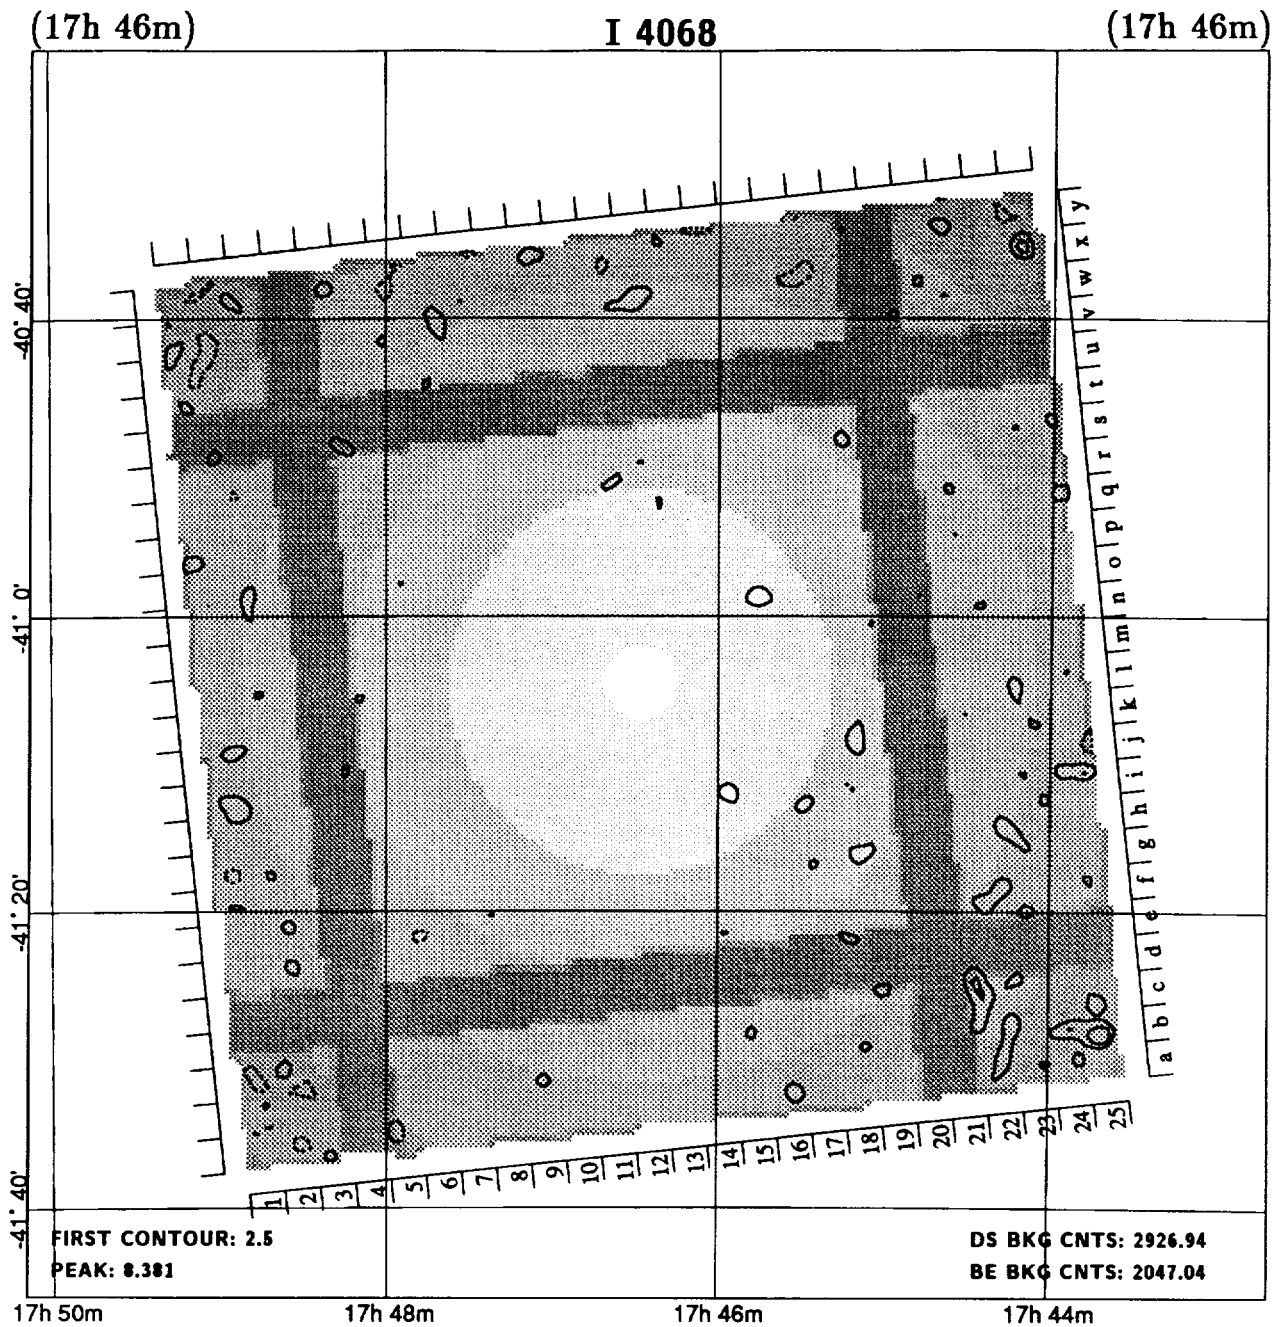 (17h 46m) I 4068 (17h 46m)
-40° 40'
-41° 0'
-41° 20'
-41° 40'
y
x
w
v
u
t
s
r
q
p
o
n
m
l
k
j
i
h
g
f
e
d
c
b
a
1 2 3 4 5 6 7 8 9 10 11 12 13 14 15 16 17 18 19 20 21 22 23 24 25
FIRST CONTOUR: 2.5
PEAK: 8.381
DS BKG CNTS: 2926.94
BE BKG CNTS: 2047.04
17h 50m 17h 48m 17h 46m 17h 44m